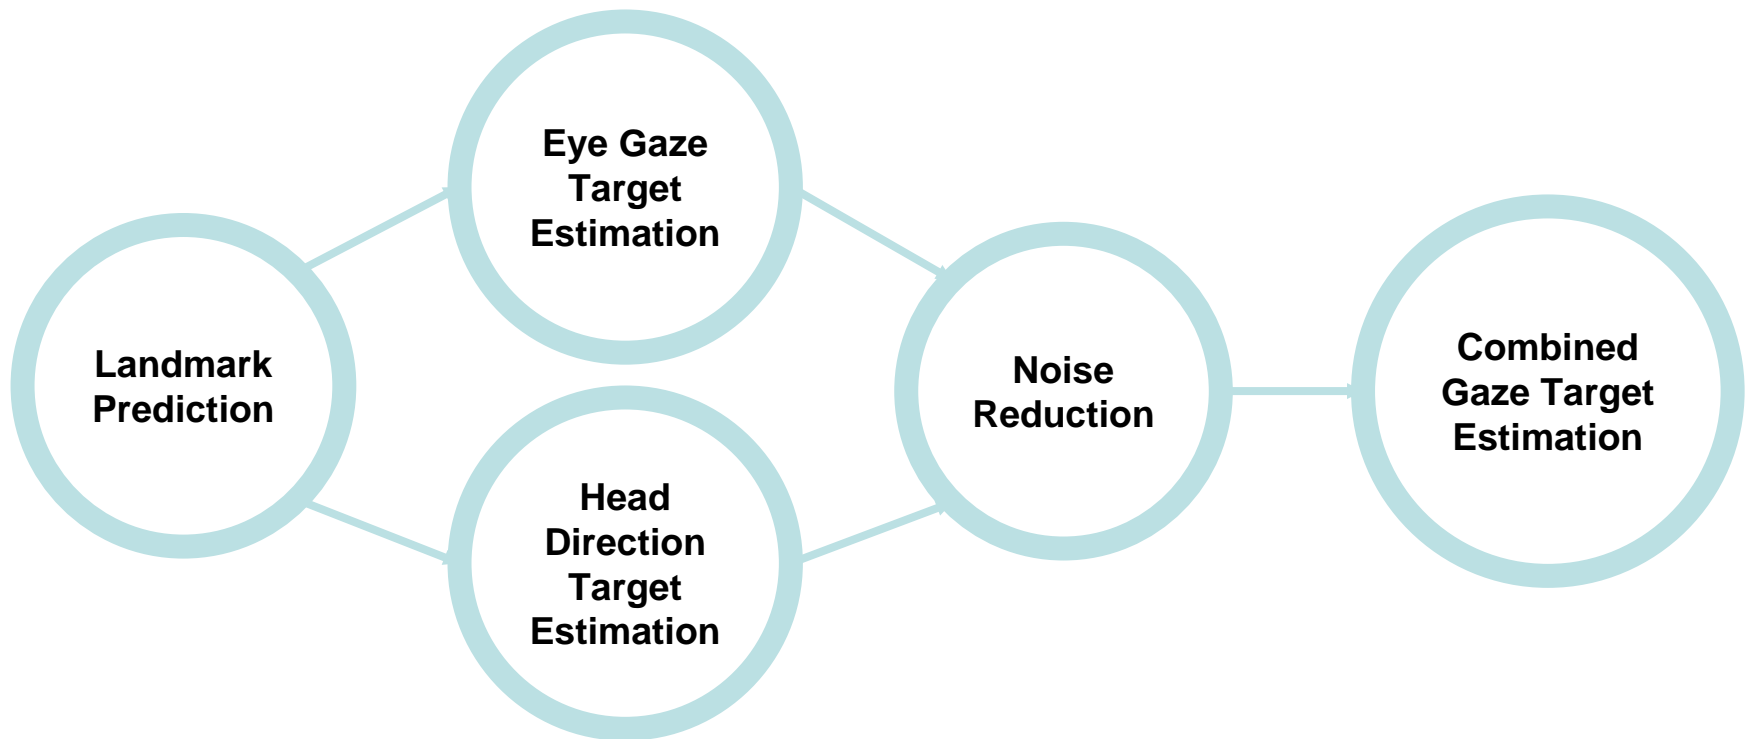 Landmark
Prediction
Eye Gaze
Target
Estimation
Head
Direction
Target
Estimation
Noise
Reduction
Combined
Gaze Target
Estimation